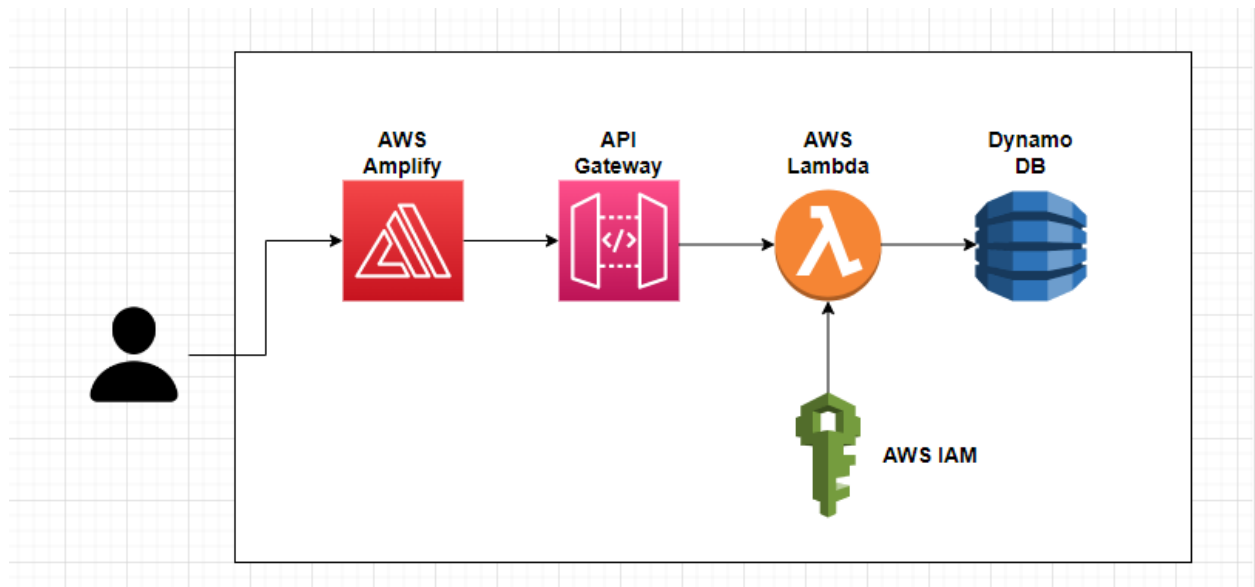 AWS
Amplify
API
Gateway
AWS
Lambda
Dynamo
DB
</>
AWS IAM